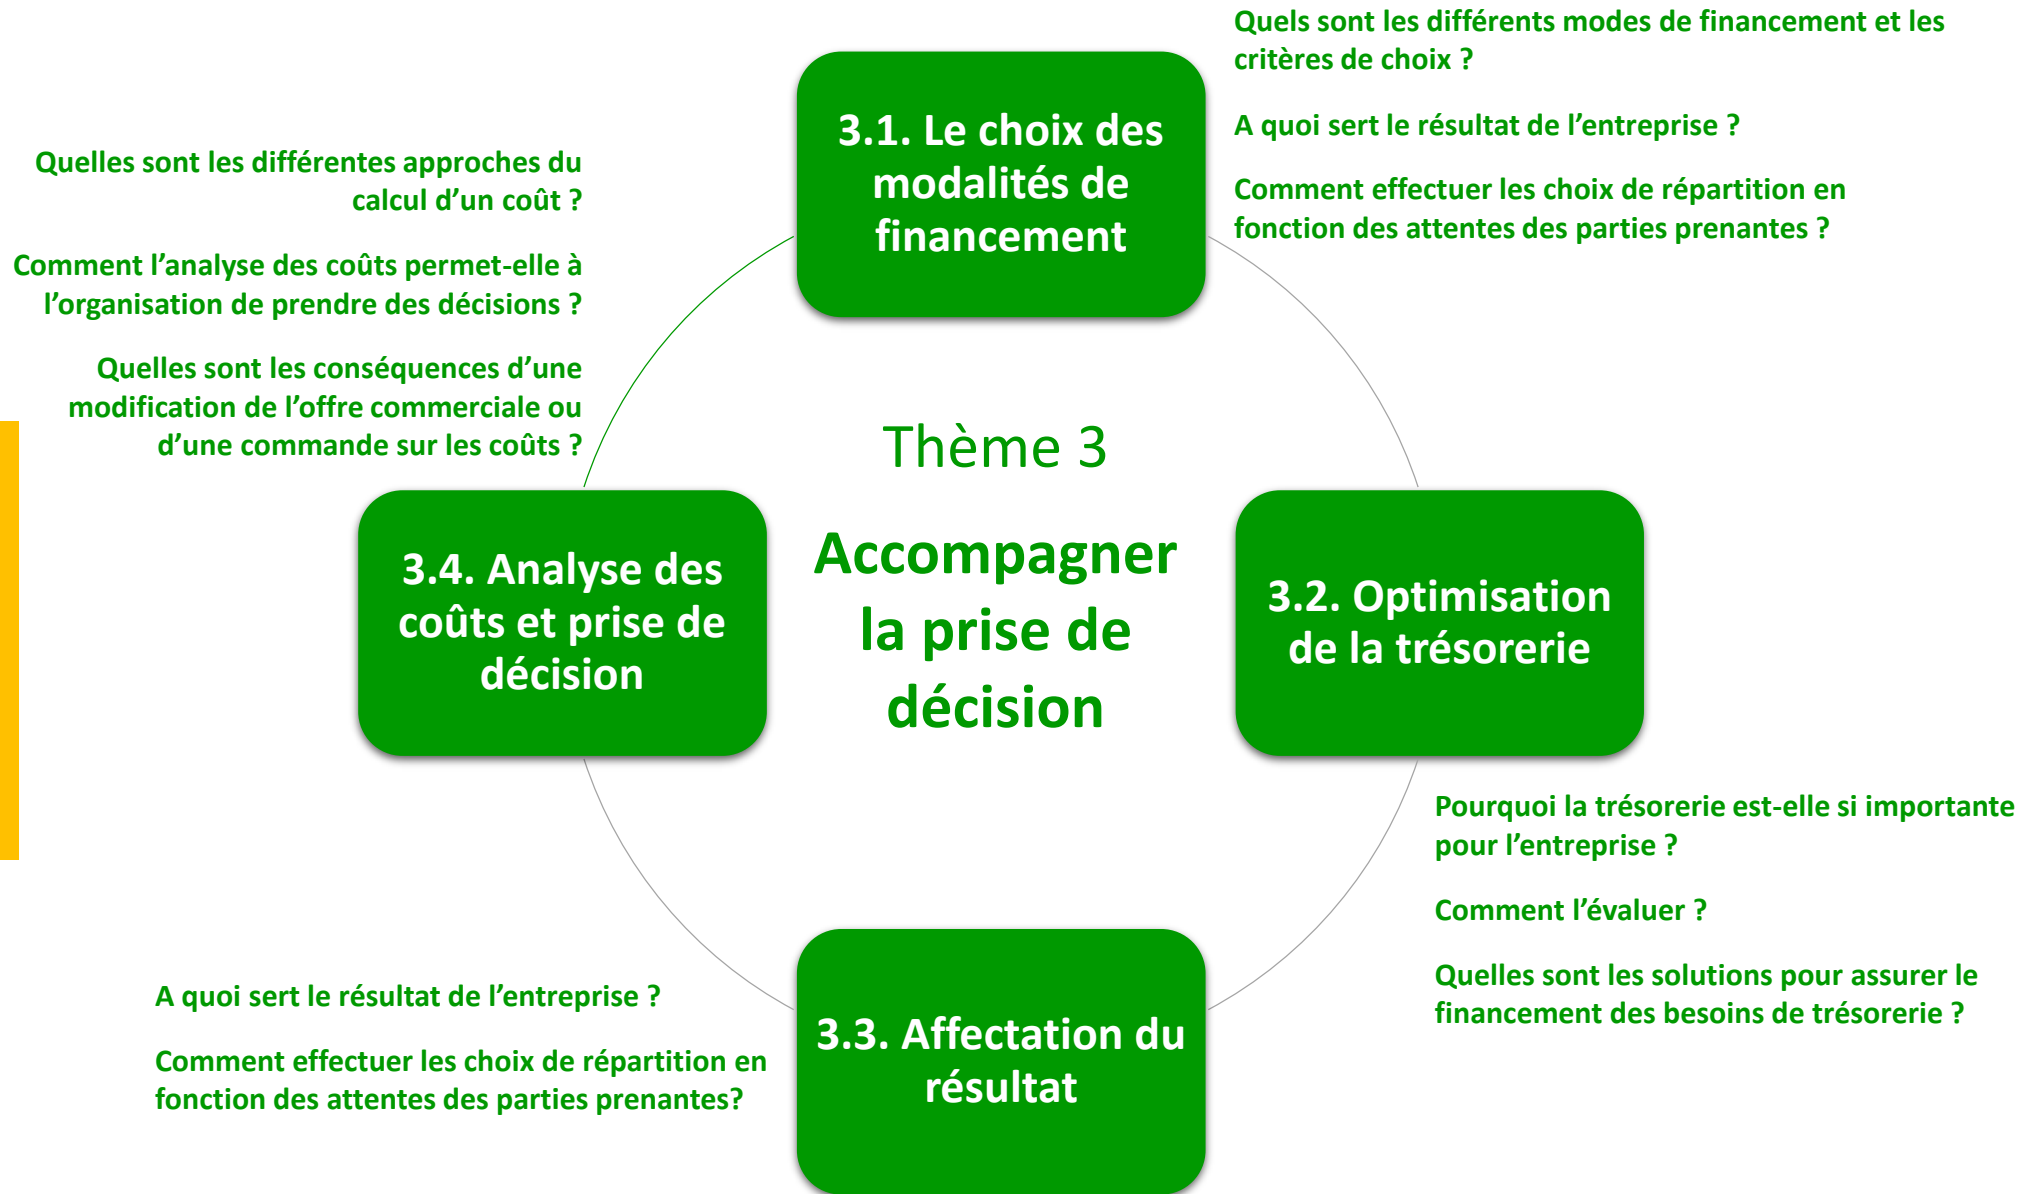 Quels sont les différents modes de financement et les
critères de choix ?
A quoi sert le résultat de l’entreprise ?
Comment effectuer les choix de répartition en
fonction des attentes des parties prenantes ?
3.1. Le choix des
modalités de
financement
Quelles sont les différentes approches du
calcul d’un coût ?
Comment l’analyse des coûts permet-elle à
l’organisation de prendre des décisions ?
Quelles sont les conséquences d’une
modification de l’offre commerciale ou
d’une commande sur les coûts ?
Thème 3
Accompagner
la prise de
décision
3.4. Analyse des
coûts et prise de
décision
3.2. Optimisation
de la trésorerie
Pourquoi la trésorerie est-elle si importante
pour l’entreprise ?
Comment l’évaluer ?
Quelles sont les solutions pour assurer le
financement des besoins de trésorerie ?
A quoi sert le résultat de l’entreprise ?
Comment effectuer les choix de répartition en
fonction des attentes des parties prenantes?
3.3. Affectation du
résultat